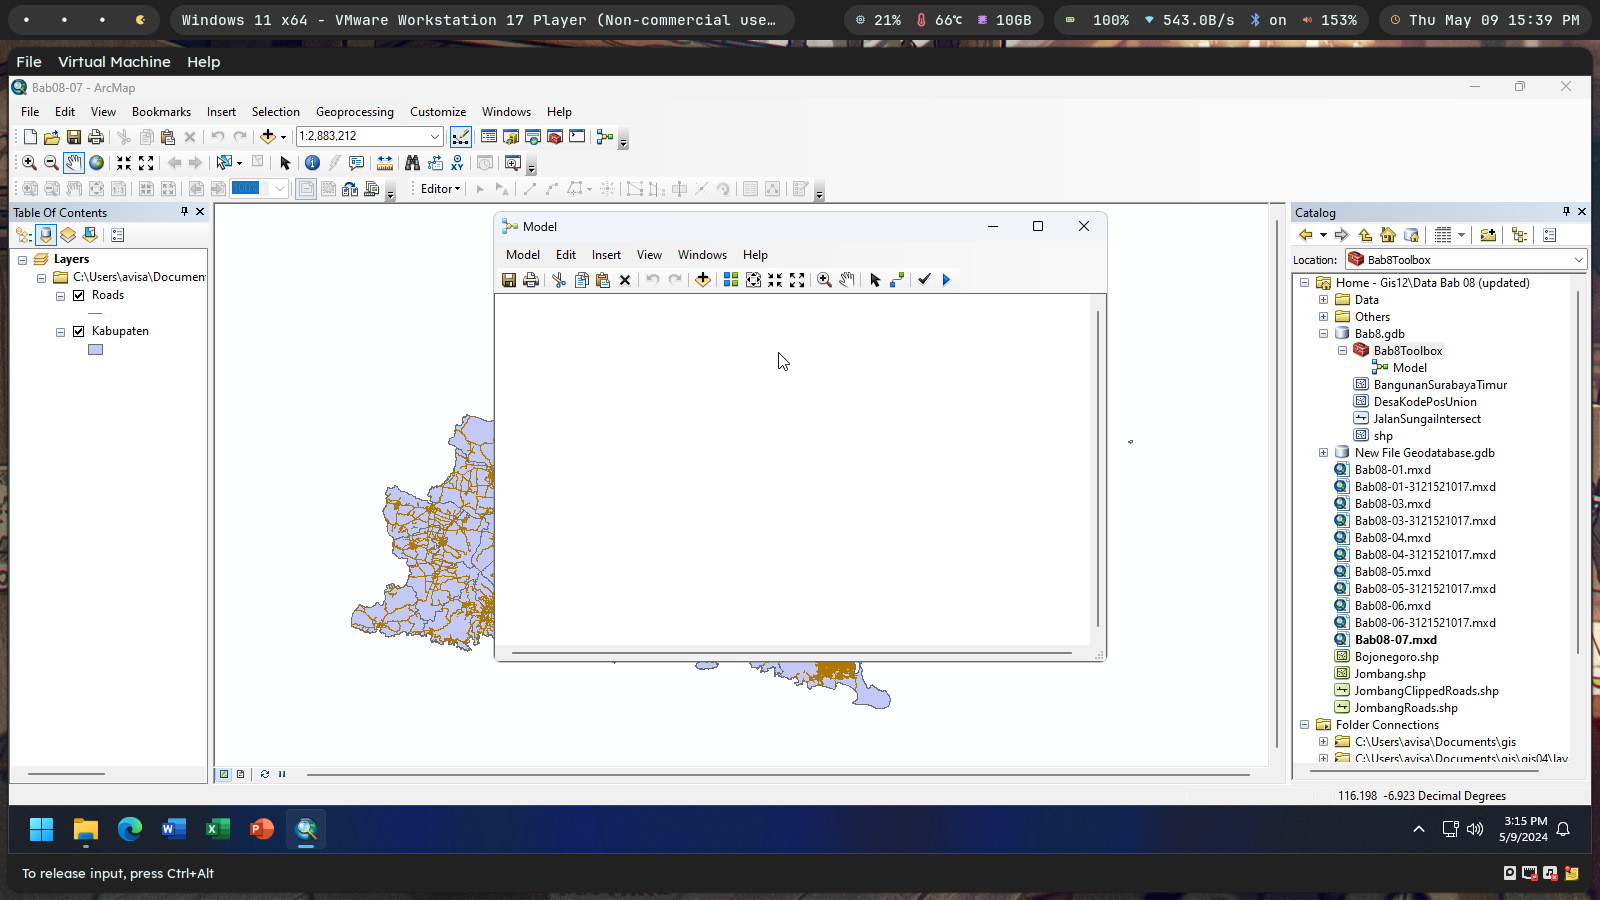 Windows 11 x64 - VMware Workstation 17 Player (Non-commercial use…
21% 66℃ 10GB
100% 543.0B/s on 153%
Thu May 09 15:39 PM
File Virtual Machine Help
Bab08-07 - ArcMap
File Edit View Bookmarks Insert Selection Geoprocessing Customize Windows Help
1:2,883,212
100%
Editor
Table Of Contents
Layers
C:\Users\avisa\Documen
Roads
Kabupaten
Model
Model Edit Insert View Windows Help
Catalog
Location: Bab8Toolbox
Home - Gis12\Data Bab 08 (updated)
Data
Others
Bab8.gdb
Bab8Toolbox
Model
BangunanSurabayaTimur
DesaKodePosUnion
JalanSungaiIntersect
shp
New File Geodatabase.gdb
Bab08-01.mxd
Bab08-01-3121521017.mxd
Bab08-03.mxd
Bab08-03-3121521017.mxd
Bab08-04.mxd
Bab08-04-3121521017.mxd
Bab08-05.mxd
Bab08-05-3121521017.mxd
Bab08-06.mxd
Bab08-06-3121521017.mxd
Bab08-07.mxd
Bojonegoro.shp
Jombang.shp
JombangClippedRoads.shp
JombangRoads.shp
Folder Connections
C:\Users\avisa\Documents\gis
C:\Users\avisa\Documents\gis\gis04\lay
116.198 -6.923 Decimal Degrees
3:15 PM
5/9/2024
To release input, press Ctrl+Alt